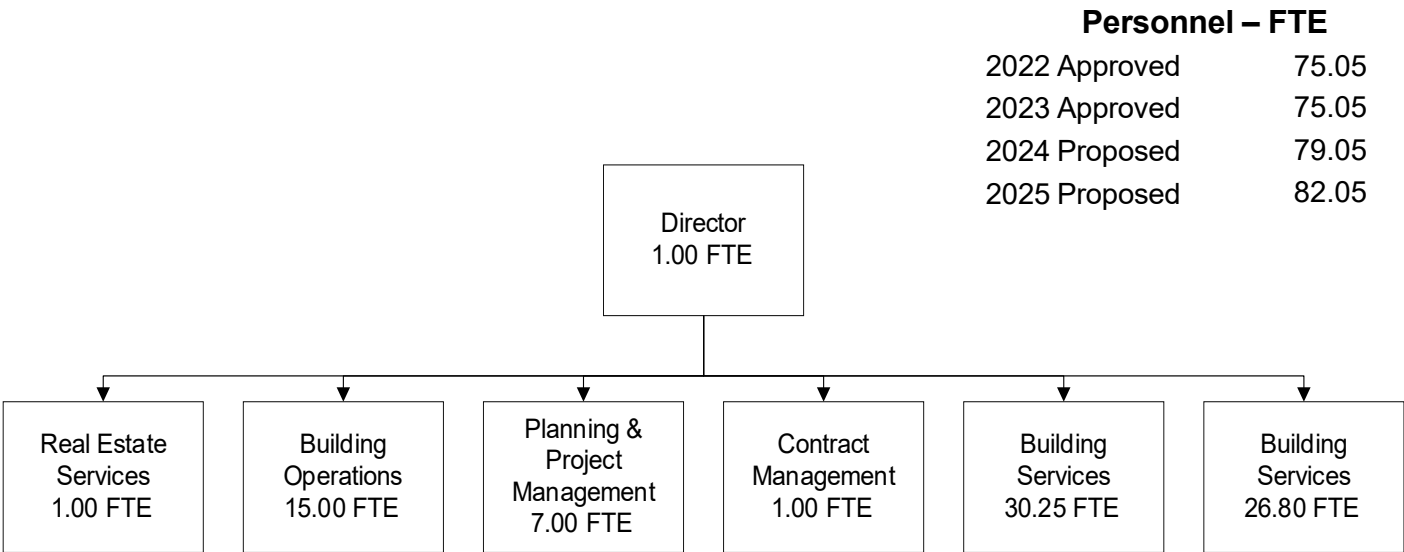 Personnel – FTE
2022 Approved 75.05
2023 Approved 75.05
2024 Proposed 79.05
2025 Proposed 82.05
Director
1.00 FTE
Real Estate
Services
1.00 FTE
Building
Operations
15.00 FTE
Planning &
Project
Management
7.00 FTE
Contract
Management
1.00 FTE
Building
Services
30.25 FTE
Building
Services
26.80 FTE